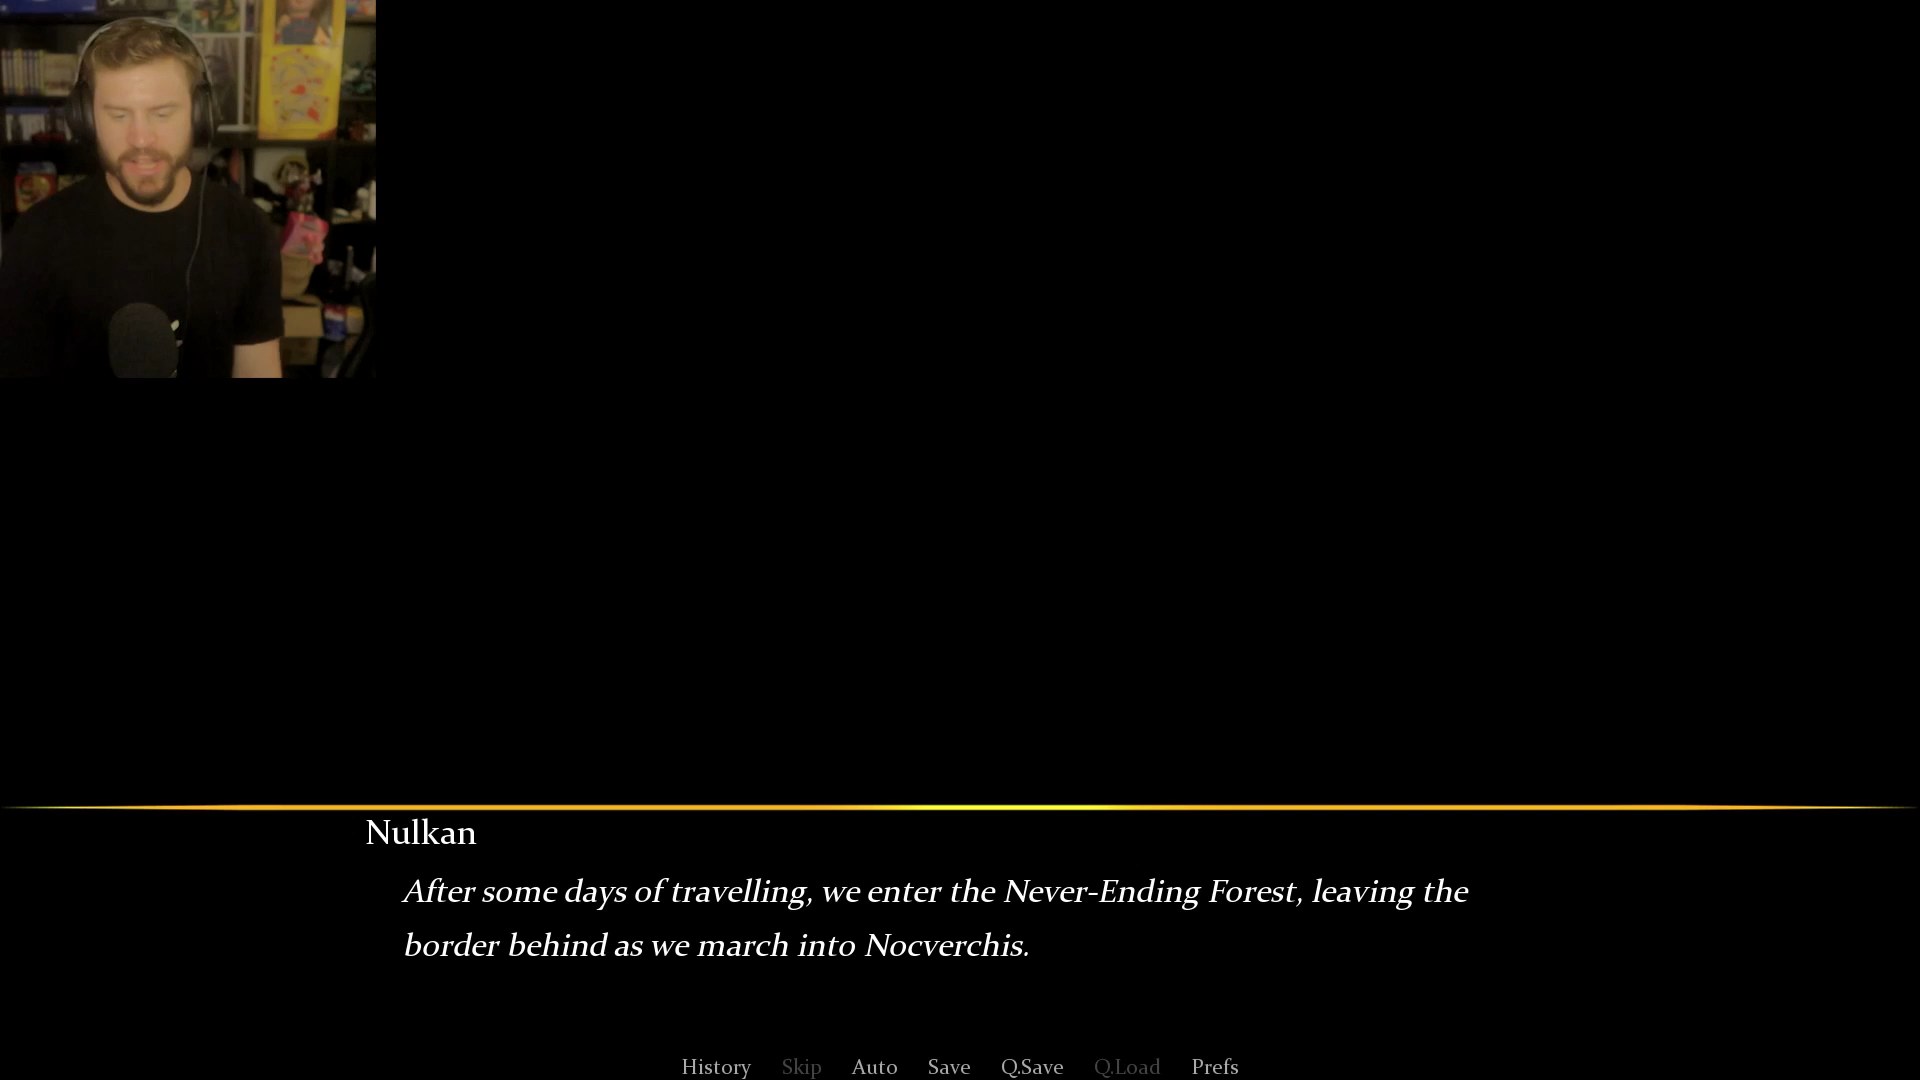 Nulkan
After some days of travelling, we enter the Never-Ending Forest, leaving the
border behind as we march into Nocverchis.
History Skip Auto Save Q.Save Q.Load Prefs